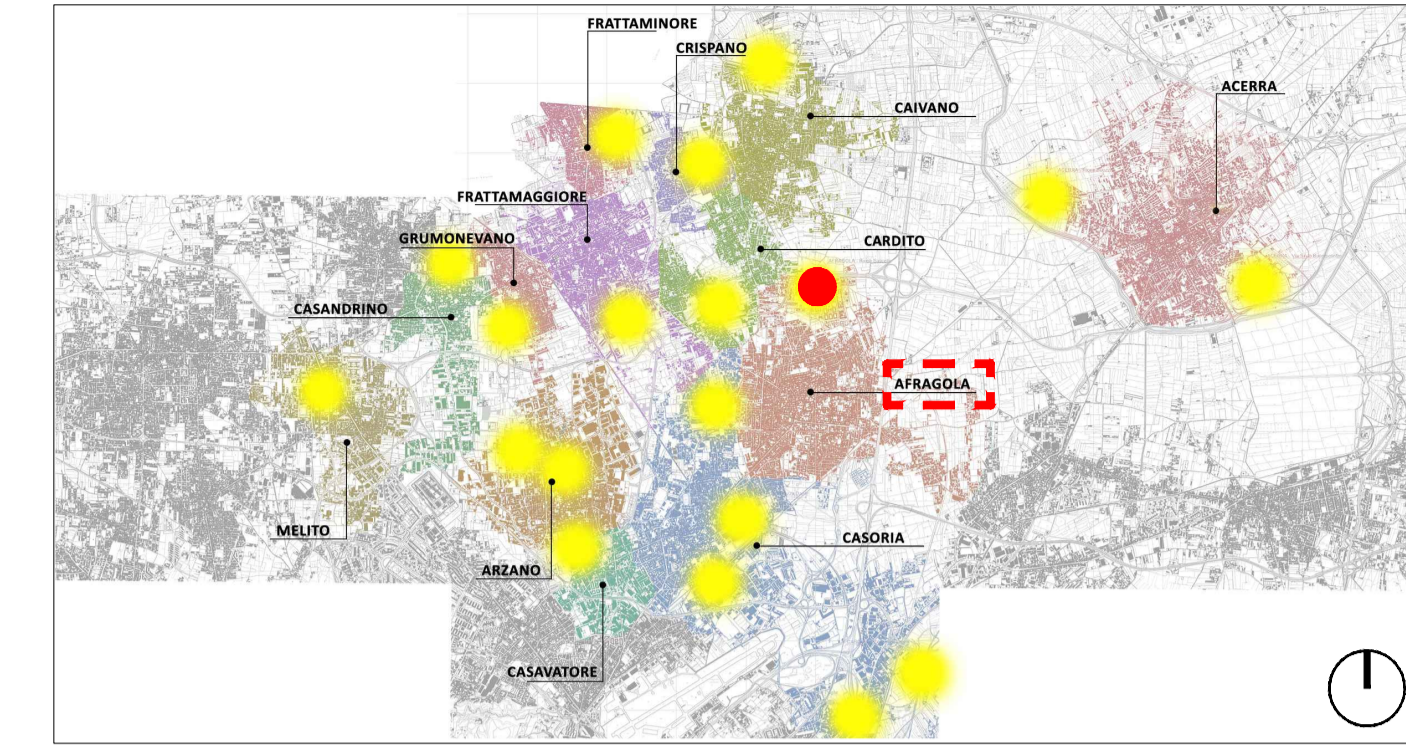 FRATTAMINORE
CRISPANO
ACERRA
CAIVANO
FRATTAMAGGIORE
GRUMONEVANO
CARDITO
CASANDRINO
AFRAGOLA
MELITO
CASORIA
ARZANO
CASAVATORE